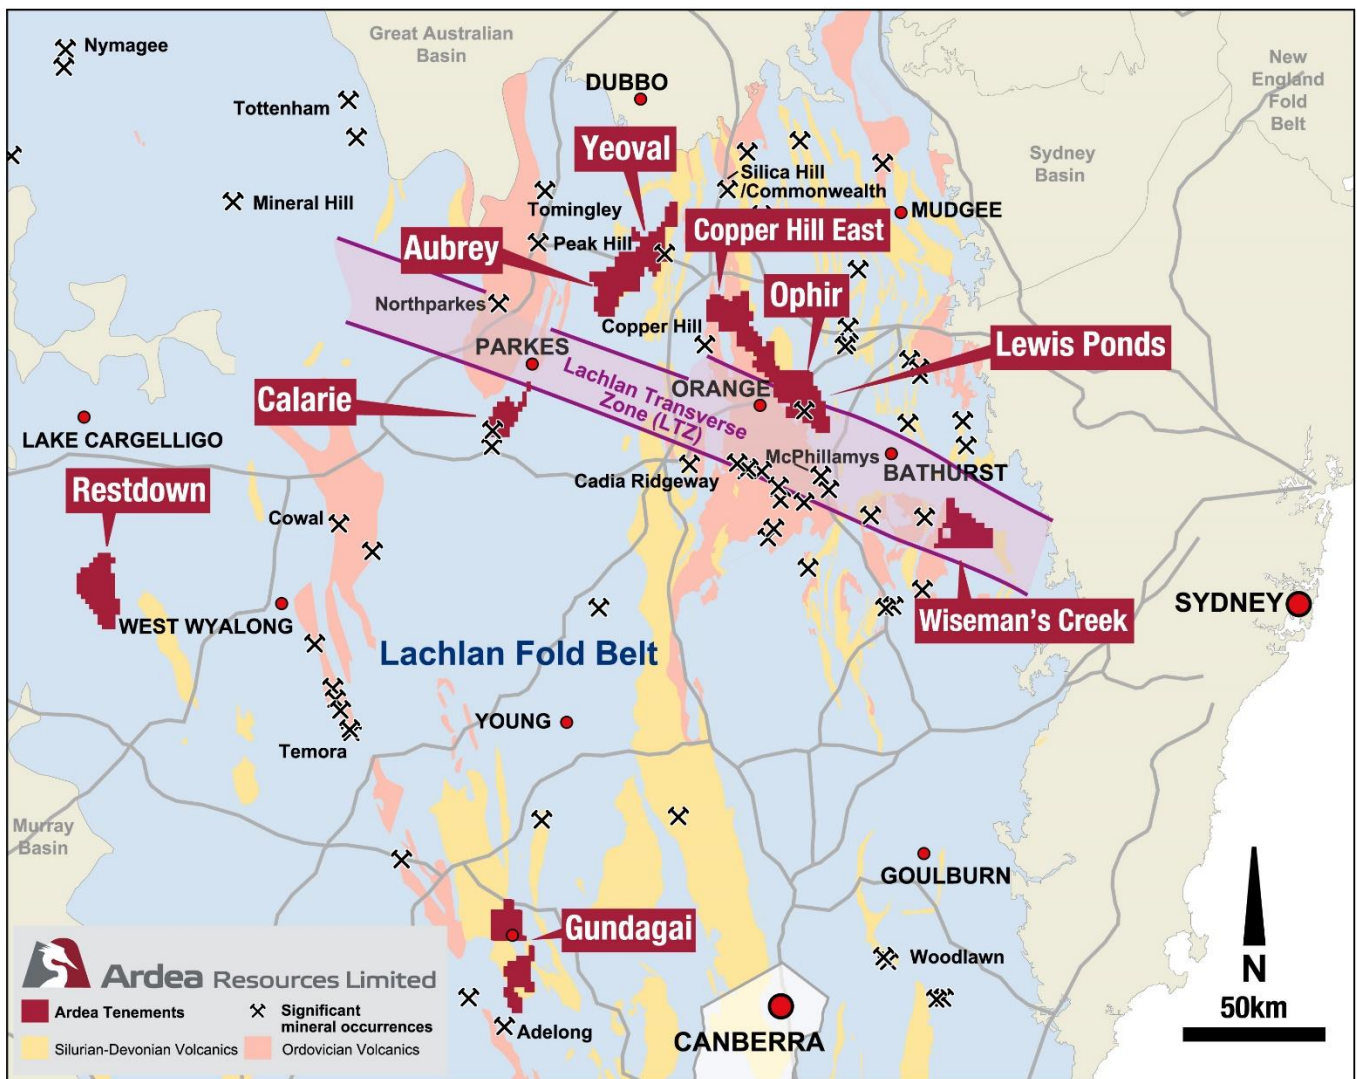 Nymagee
Great Australian
Basin
New
England
Fold
Belt
DUBBO
Tottenham
Yeoval
Sydney
Basin
Silica Hill
/Commonwealth
Mineral Hill
Tomingley
MUDGEE
Aubrey
Peak Hill
Copper Hill East
Northparkes
Ophir
Copper Hill
PARKES
Lewis Ponds
Lachlan Transverse
Zone (LTZ)
ORANGE
Calarie
LAKE CARGELLIGO
McPhillamys
BATHURST
Cadia Ridgeway
Restdown
Cowal
SYDNEY
WEST WYALONG
Wiseman's Creek
Lachlan Fold Belt
YOUNG
Temora
Murray
Basin
GOULBURN
Gundagai
Woodlawn
Adelong
CANBERRA
N
50km
Ardea Resources Limited
Ardea Tenements
Significant
mineral occurrences
Silurian-Devonian Volcanics
Ordovician Volcanics